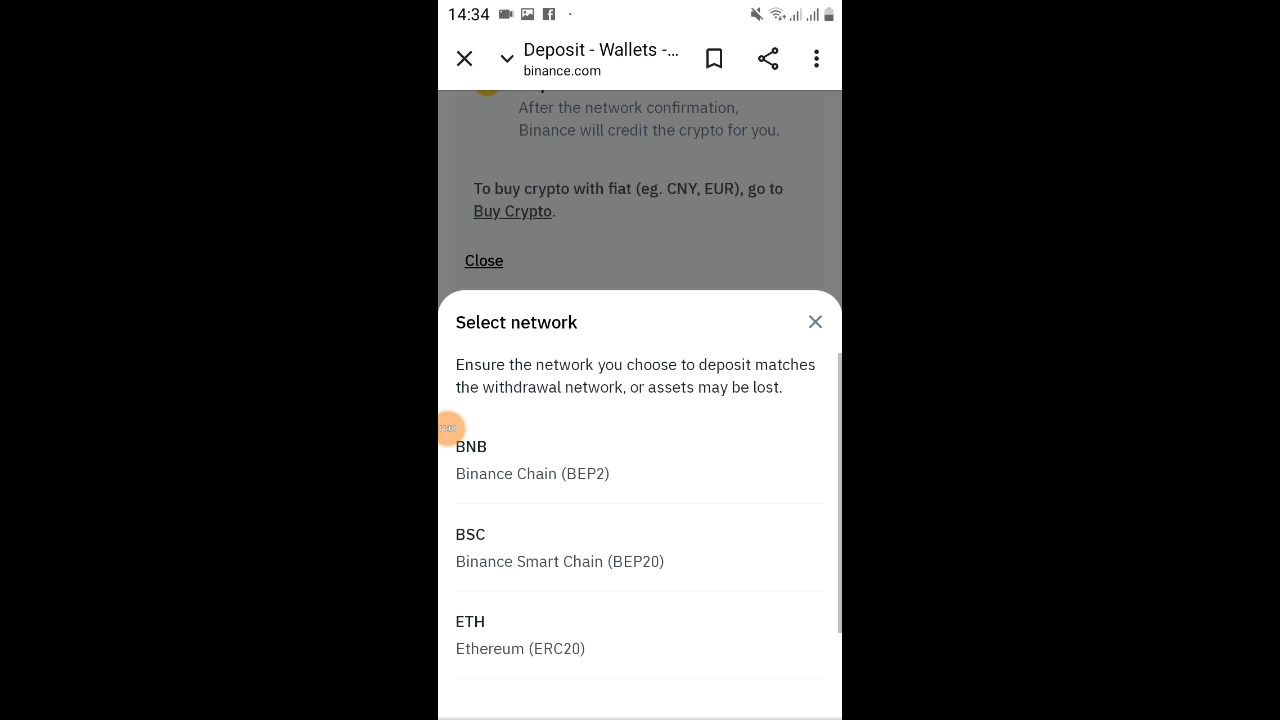 14:34
Deposit - Wallets -...
binance.com
After the network confirmation,
Binance will credit the crypto for you.
To buy crypto with fiat (eg. CNY, EUR), go to
Buy Crypto.
Close
Select network
Ensure the network you choose to deposit matches
the withdrawal network, or assets may be lost.
BNB
Binance Chain (BEP2)
BSC
Binance Smart Chain (BEP20)
ETH
Ethereum (ERC20)